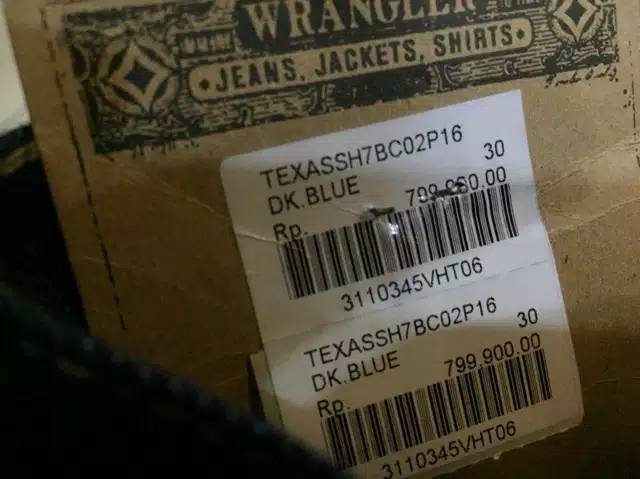 WRANGLER
JEANS, JACKETS, SHIRTS
TEXASSH7BC02P16
DK.BLUE 30
Rp.
3110345VHT06
TEXASSH7BC02P16
DK.BLUE 30
Rp. 799,900.00
3110345VHT06